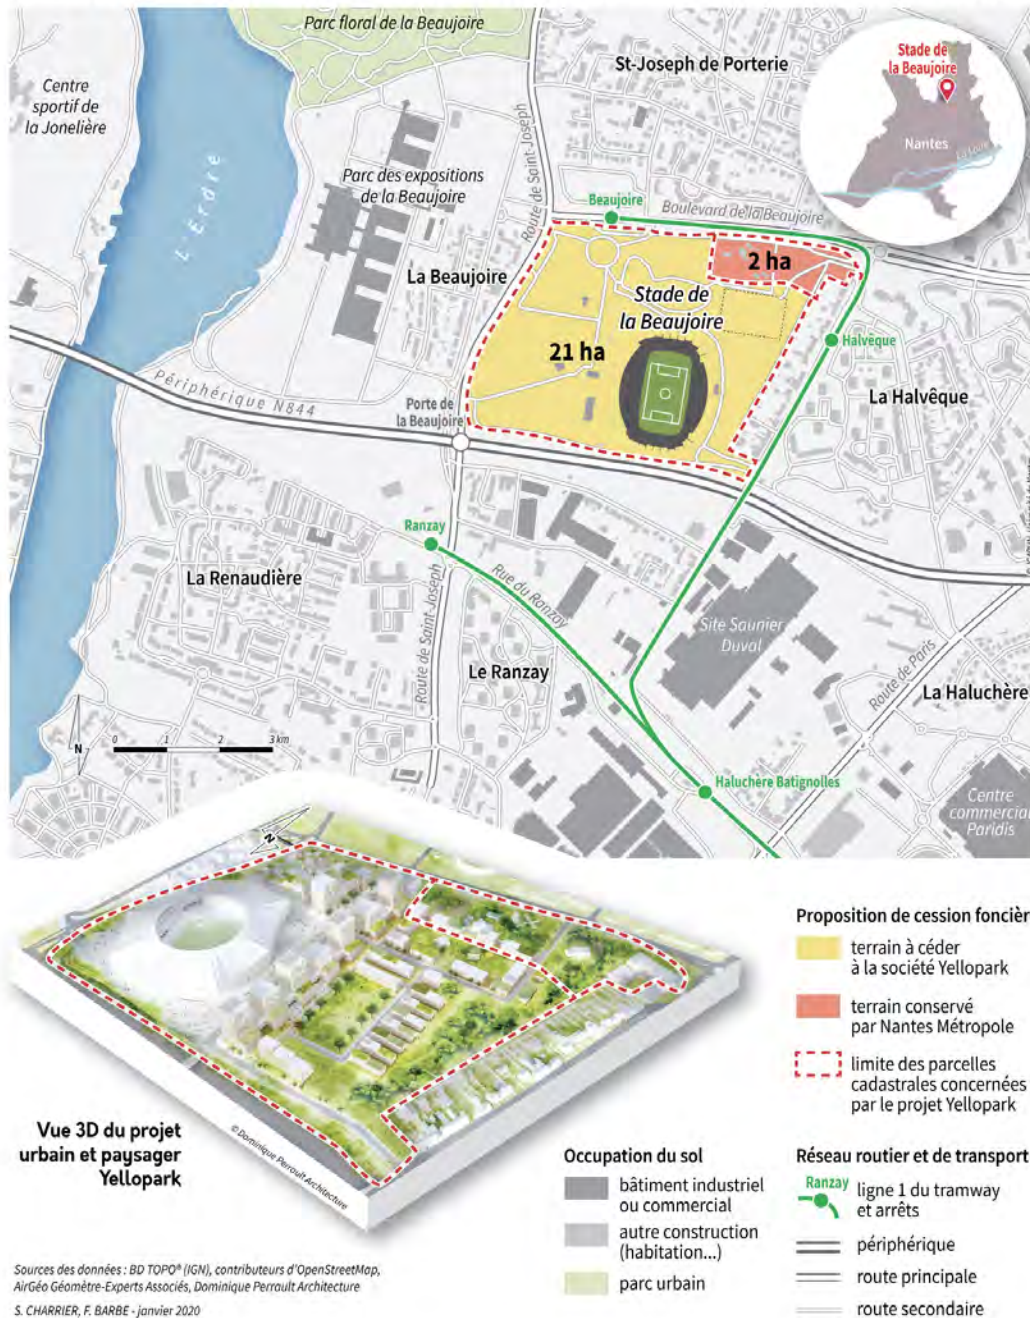 Parc floral de la Beaujoire
Centre
sportif de
la Jonelière
L'Erdre
St-Joseph de Porterie
Stade de
la Beaujoire
Nantes
La Loire
Parc des expositions
de la Beaujoire
Route de Saint-Joseph
Beaujoire
Boulevard de la Beaujoire
La Beaujoire
2 ha
Stade de
la Beaujoire
21 ha
Halvêque
La Halvêque
Périphérique N844
Porte de
la Beaujoire
Ranzay
La Renaudière
Rue du Ranzay
Route de Saint-Joseph
Le Ranzay
Site Saunier
Duval
Route de Paris
La Haluchère
N
0 1 2 3 km
Haluchère Batignolles
Centre
commercial
Paridis
N
Vue 3D du projet
urbain et paysager
Yellopark
© Dominique Perrault Architecture
Proposition de cession foncièr
terrain à céder
à la société Yellopark
terrain conservé
par Nantes Métropole
limite des parcelles
cadastrales concernées
par le projet Yellopark
Occupation du sol
bâtiment industriel
ou commercial
autre construction
(habitation...)
parc urbain
Réseau routier et de transport
Ranzay
ligne 1 du tramway
et arrêts
périphérique
route principale
route secondaire
Sources des données : BD TOPO® (IGN), contributeurs d'OpenStreetMap,
AirGéo Géomètre-Experts Associés, Dominique Perrault Architecture
S. CHARRIER, F. BARBE - janvier 2020